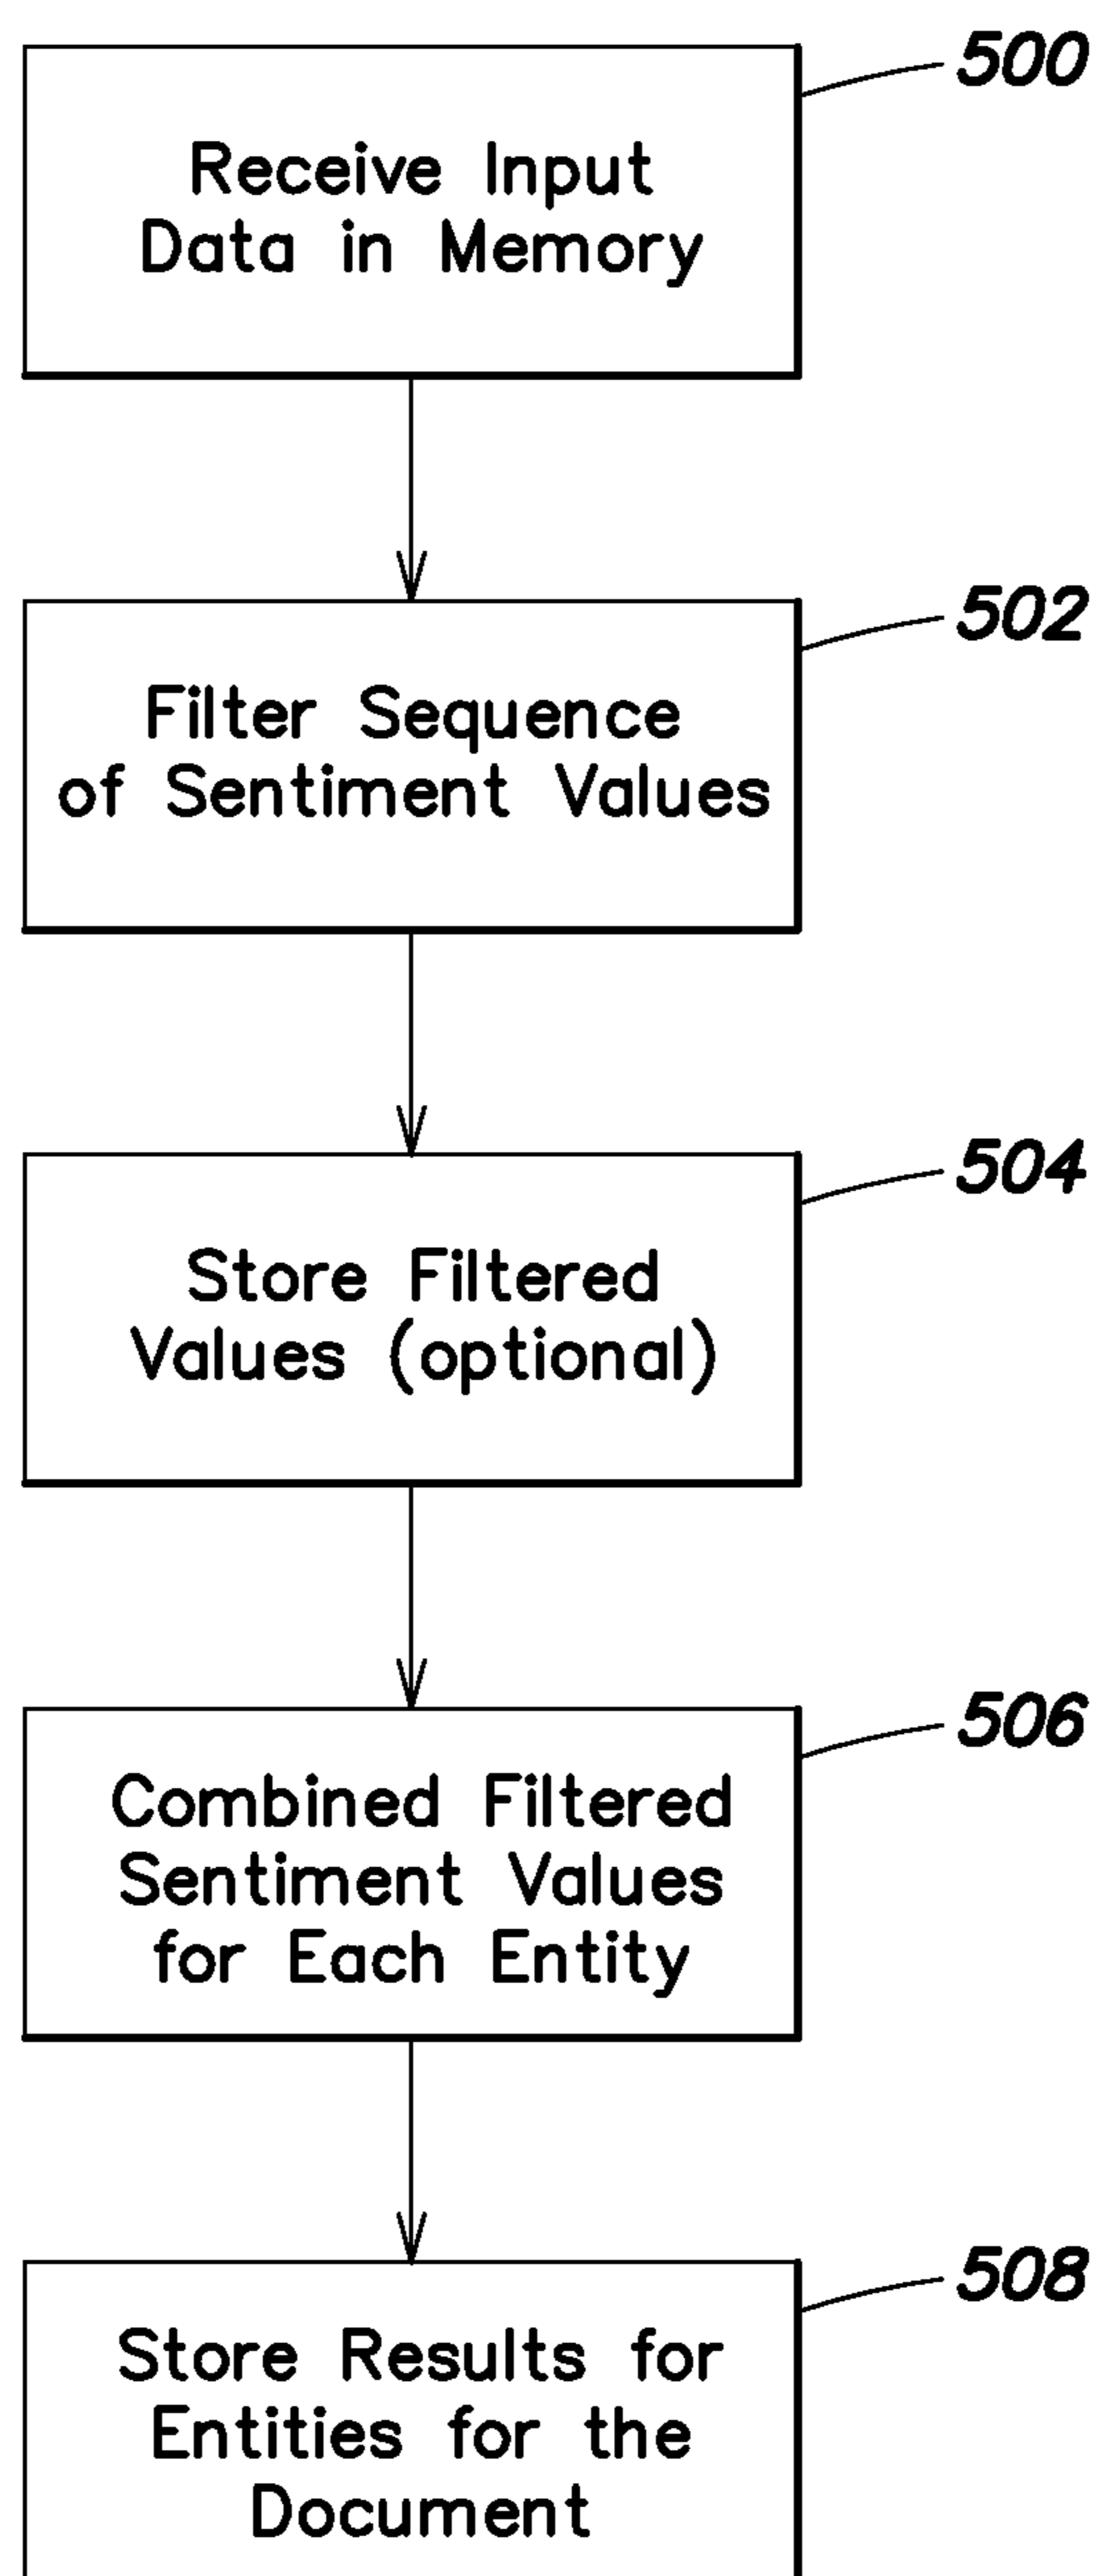 500
Receive Input
Data in Memory
502
Filter Sequence
of Sentiment Values
504
Store Filtered
Values (optional)
506
Combined Filtered
Sentiment Values
for Each Entity
508
Store Results for
Entities for the
Document